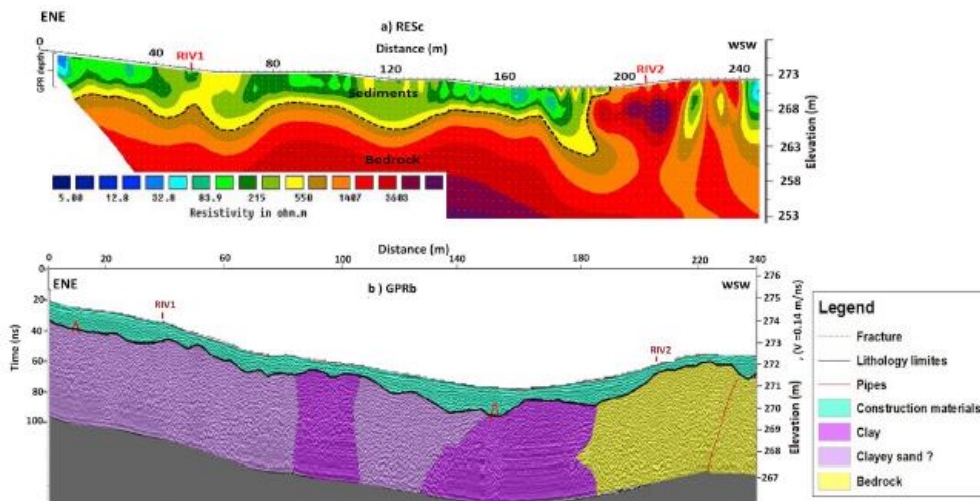 ENE
a) RESc
WSW
Distance (m)
0 40 RIV1 80 120 160 200 RIV2 240
GPR depth
Sediments
Bedrock
273
268
263
258
253
Elevation (m)
5.00 12.8 32.8 83.9 215 550 1407 3603
Resistivity in ohm.m
Distance (m)
0 20 60 100 140 180 220 240
ENE
b ) GPRb
WSW
RIV1
RIV2
0
20
40
60
80
100
Time (ns)
276
275
274
273
272
271
270
269
268
267
Elevation (m)
, (V =0.14 m/ns)
Legend
Fracture
Lithology limites
Pipes
Construction materials
Clay
Clayey sand ?
Bedrock